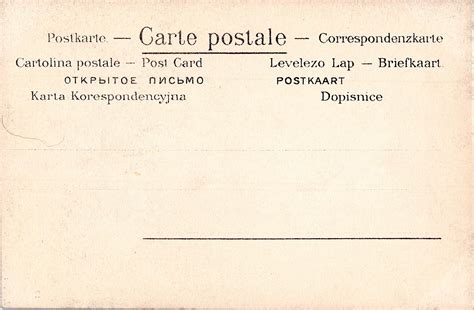 Postkarte. — Carte postale — Correspondenzkarte
Cartolina postale — Post Card Levelezo Lap — Briefkaart.
ОТКРЫТОЕ ПИСЬМО POSTKAART
Karta Korespondencyjna Dopisnice